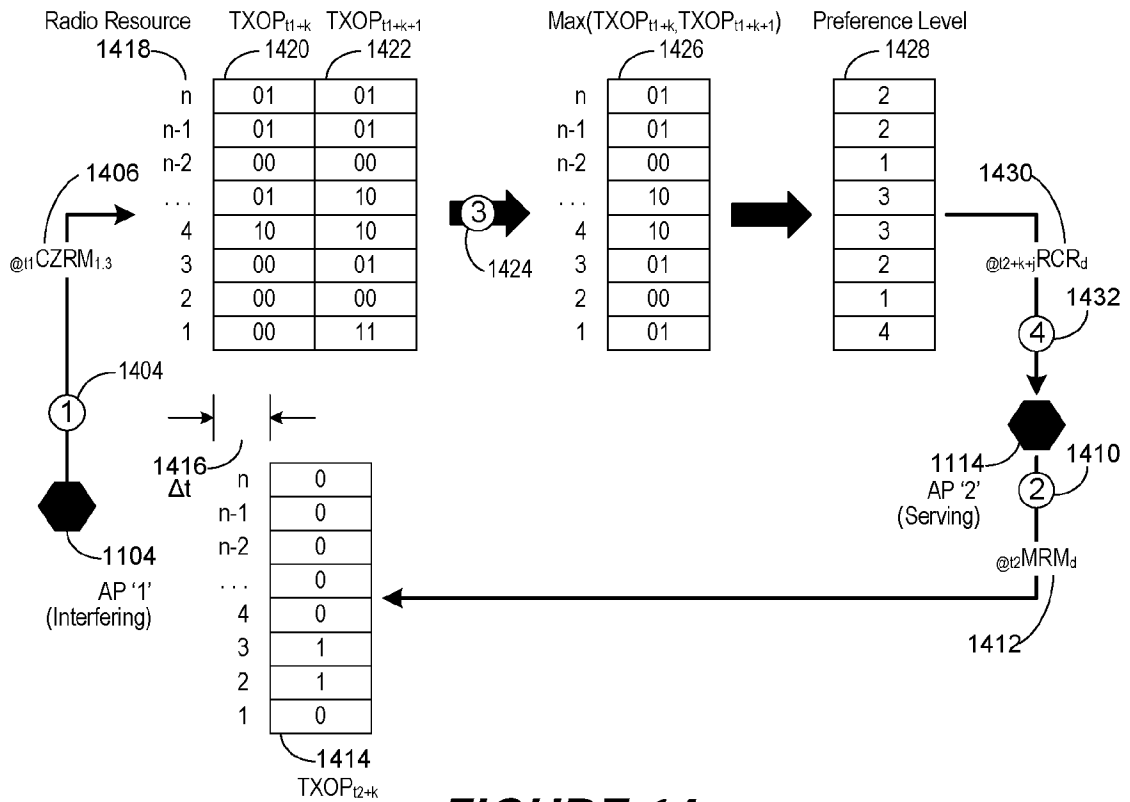 Radio Resource TXOPt1+k TXOPt1+k+1 Max(TXOPt1+k,TXOPt1+k+1) Preference Level
1418 1420 1422 1426 1428
n 01 01 n 01 2
n-1 01 01 n-1 01 2
n-2 00 00 n-2 00 1
... 01 10 ... 10 3
4 10 10 4 10 3
3 00 01 3 01 2
2 00 00 2 00 1
1 00 11 1 01 4
1406
@t1CZRM1.3
3
1424
1430
@t2+k+jRCRd
1432
4
1404
1
1416
Δt
1104
AP '1'
(Interfering)
n 0
n-1 0
n-2 0
... 0
4 0
3 1
2 1
1 0
1414
TXOPt2+k
1114
AP '2'
(Serving)
1410
2
@t2MRMd
1412